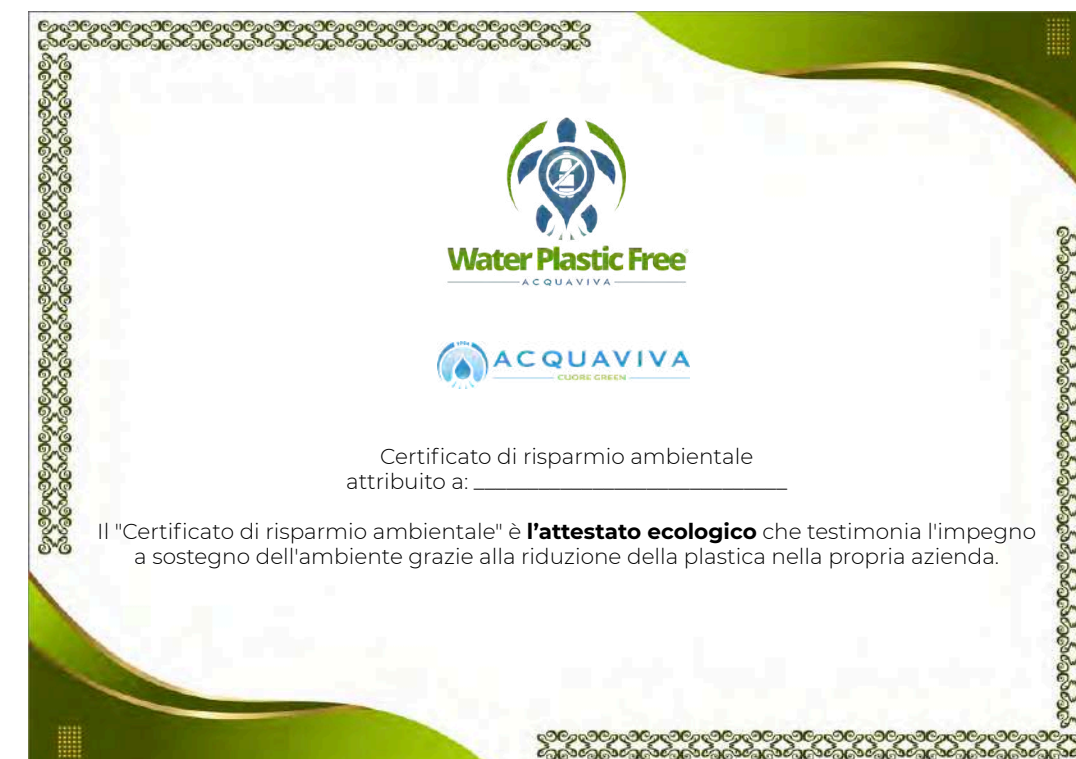 Water Plastic Free
ACQUAVIVA
ACQUAVIVA
CUORE GREEN
Certificato di risparmio ambientale
attribuito a: ______________________________
Il "Certificato di risparmio ambientale" è l’attestato ecologico che testimonia l'impegno
a sostegno dell'ambiente grazie alla riduzione della plastica nella propria azienda.